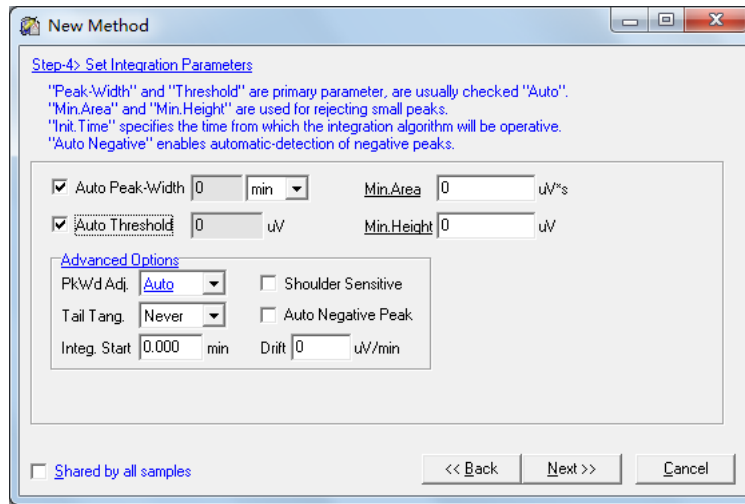 New Method
Step-4> Set Integration Parameters
"Peak-Width" and "Threshold" are primary parameter, are usually checked "Auto".
"Min.Area" and "Min.Height" are used for rejecting small peaks.
"Init.Time" specifies the time from which the integration algorithm will be operative.
"Auto Negative" enables automatic-detection of negative peaks.
Auto Peak-Width 0 min Min.Area 0 uV*s
Auto Threshold 0 uV Min.Height 0 uV
Advanced Options
PkWd Adj. Auto Shoulder Sensitive
Tail Tang. Never Auto Negative Peak
Integ. Start 0.000 min Drift 0 uV/min
Shared by all samples << Back Next >> Cancel